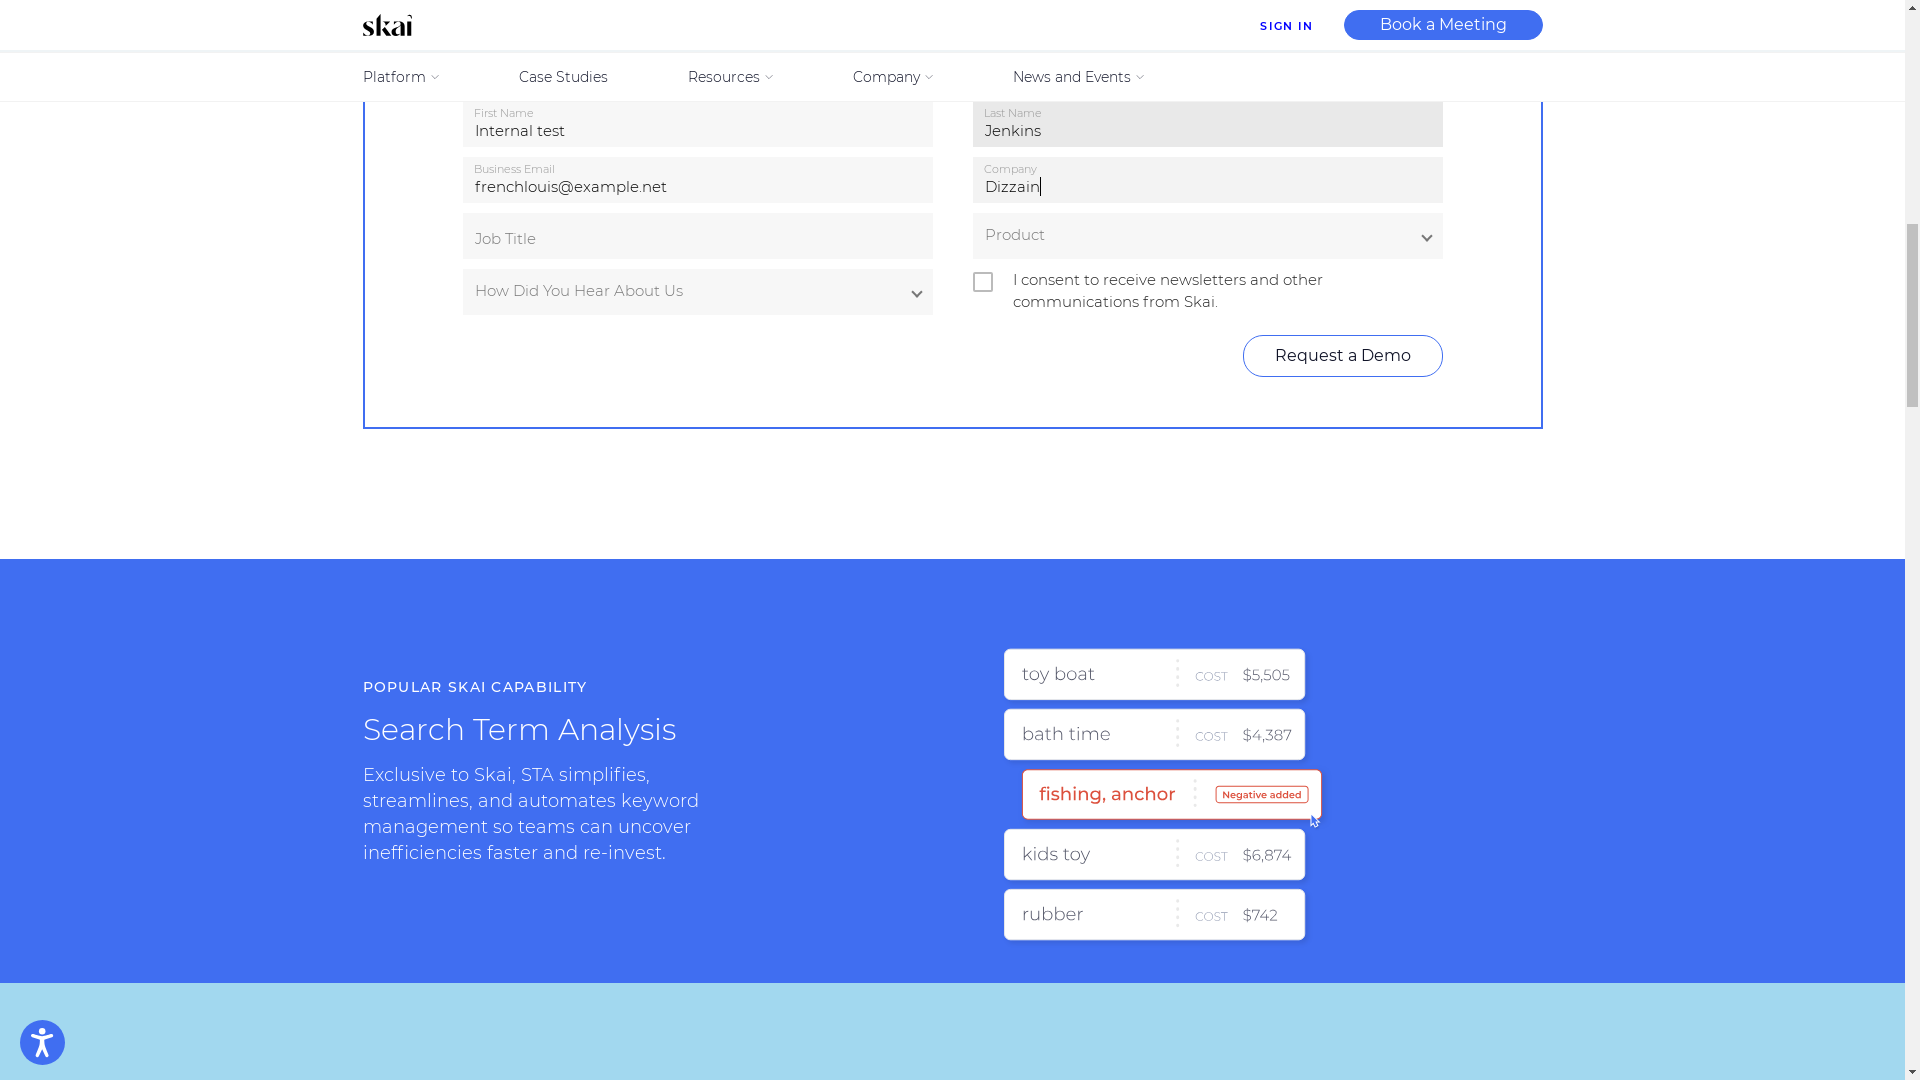 skai
SIGN IN
Book a Meeting
Platform
Case Studies
Resources
Company
News and Events
First Name
Internal test
Last Name
Jenkins
Business Email
frenchlouis@example.net
Company
Dizzain
Job Title
Product
How Did You Hear About Us
I consent to receive newsletters and other
communications from Skai.
Request a Demo
POPULAR SKAI CAPABILITY
Search Term Analysis
Exclusive to Skai, STA simplifies,
streamlines, and automates keyword
management so teams can uncover
inefficiencies faster and re-invest.
toy boat COST $5,505
bath time COST $4,387
fishing, anchor Negative added
kids toy COST $6,874
rubber COST $742